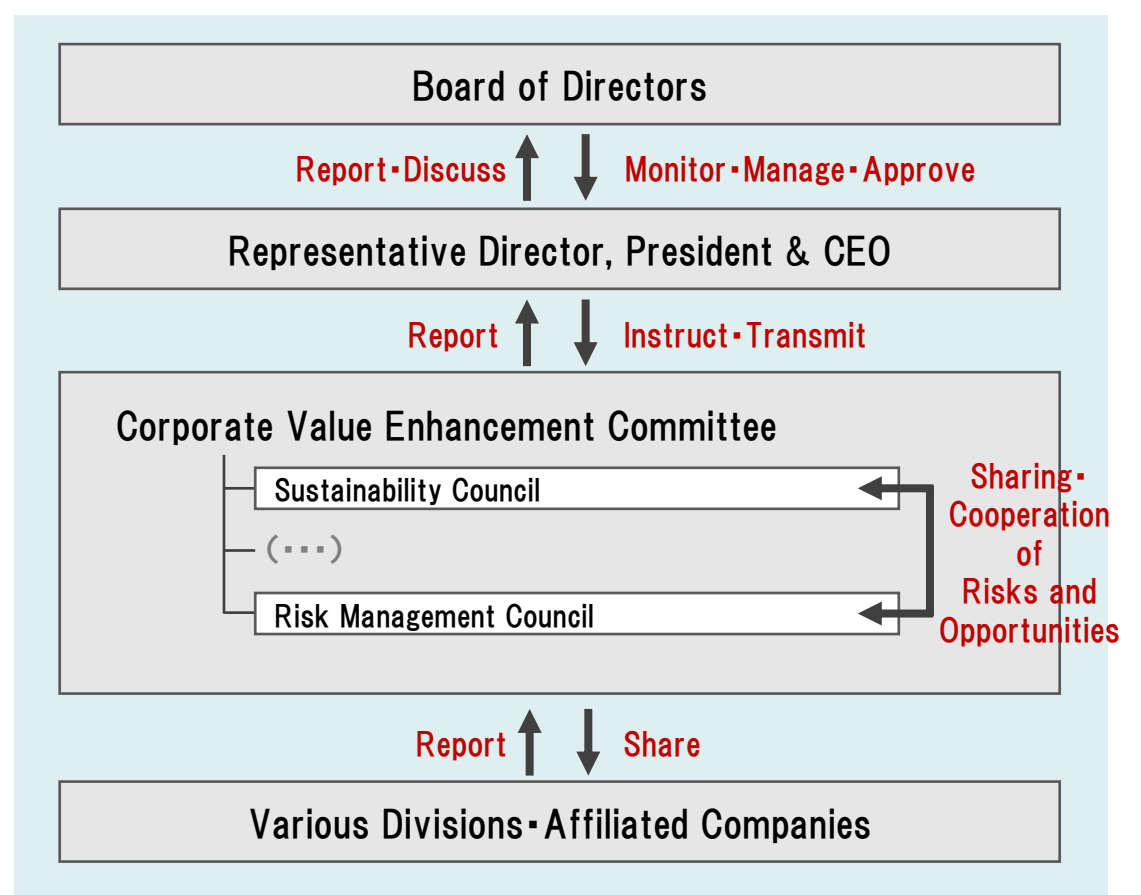 Board of Directors
Report▪Discuss
Monitor▪Manage▪Approve
Representative Director, President & CEO
Report
Instruct▪Transmit
Corporate Value Enhancement Committee
Sustainability Council
(▪▪▪)
Risk Management Council
Sharing▪
Cooperation
of
Risks and
Opportunities
Report
Share
Various Divisions▪Affiliated Companies